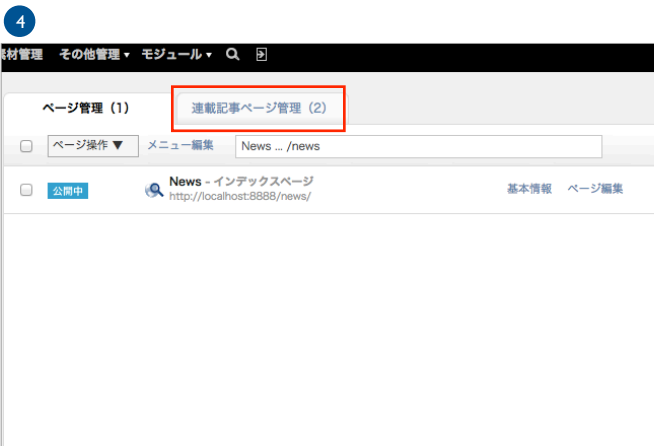 4
材管理 その他管理▼ モジュール▼
ページ管理（1） 連載記事ページ管理（2）
ページ操作 ▼ メニュー編集 News ... /news
公開中 News - インデックスページ 基本情報 ページ編集
http://localhost:8888/news/